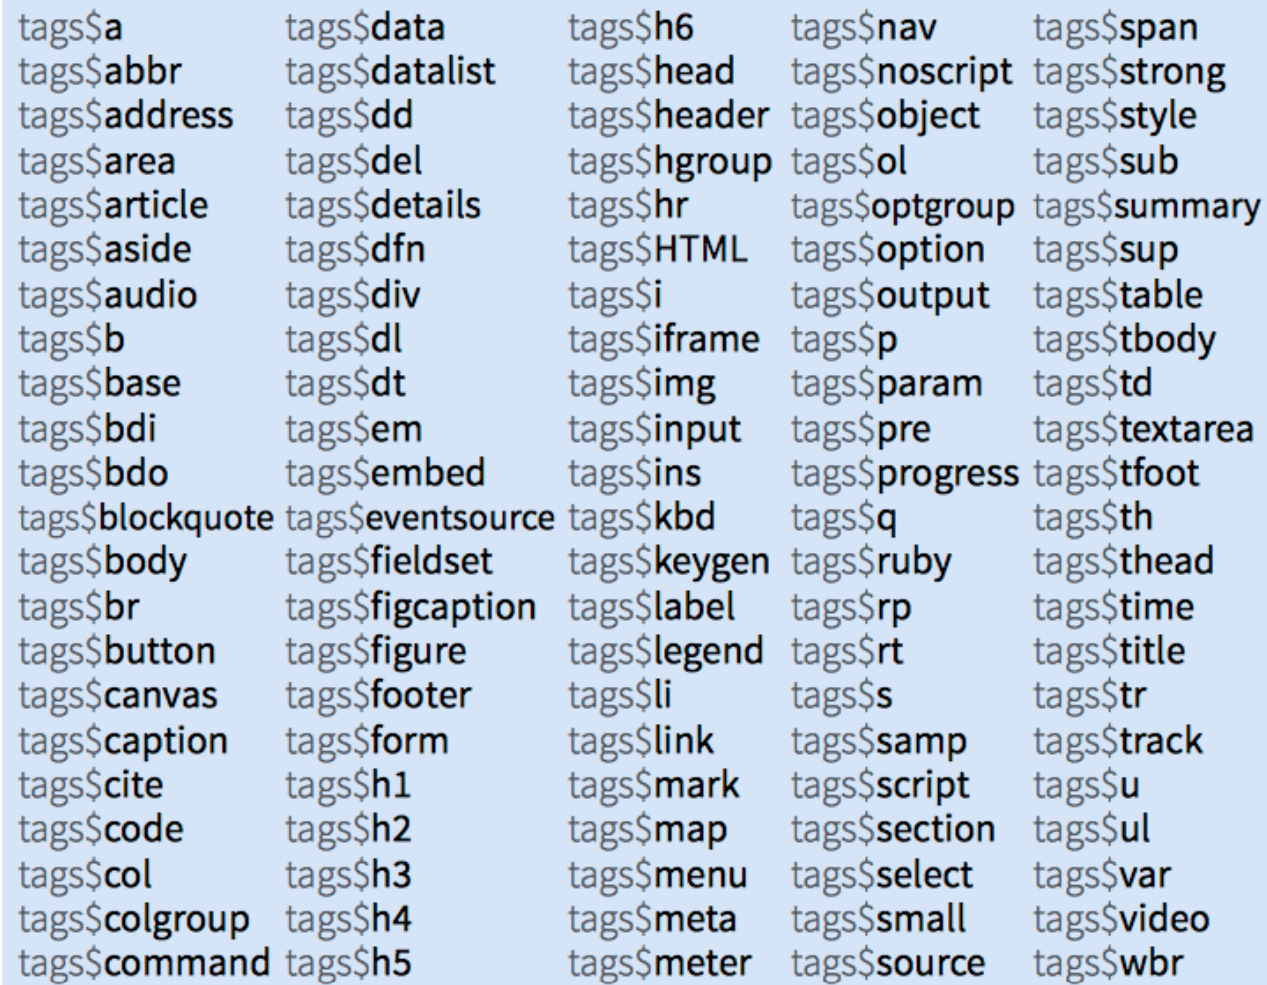 tags$a tags$data tags$h6 tags$nav tags$span
tags$abbr tags$datalist tags$head tags$noscript tags$strong
tags$address tags$dd tags$header tags$object tags$style
tags$area tags$del tags$hgroup tags$ol tags$sub
tags$article tags$details tags$hr tags$optgroup tags$summary
tags$aside tags$dfn tags$HTML tags$option tags$sup
tags$audio tags$div tags$i tags$output tags$table
tags$b tags$dl tags$iframe tags$p tags$tbody
tags$base tags$dt tags$img tags$param tags$td
tags$bdi tags$em tags$input tags$pre tags$textarea
tags$bdo tags$embed tags$ins tags$progress tags$tfoot
tags$blockquote tags$eventsource tags$kbd tags$q tags$th
tags$body tags$fieldset tags$keygen tags$ruby tags$thead
tags$br tags$figcaption tags$label tags$rp tags$time
tags$button tags$figure tags$legend tags$rt tags$title
tags$canvas tags$footer tags$li tags$s tags$tr
tags$caption tags$form tags$link tags$samp tags$track
tags$cite tags$h1 tags$mark tags$script tags$u
tags$code tags$h2 tags$map tags$section tags$ul
tags$col tags$h3 tags$menu tags$select tags$var
tags$colgroup tags$h4 tags$meta tags$small tags$video
tags$command tags$h5 tags$meter tags$source tags$wbr